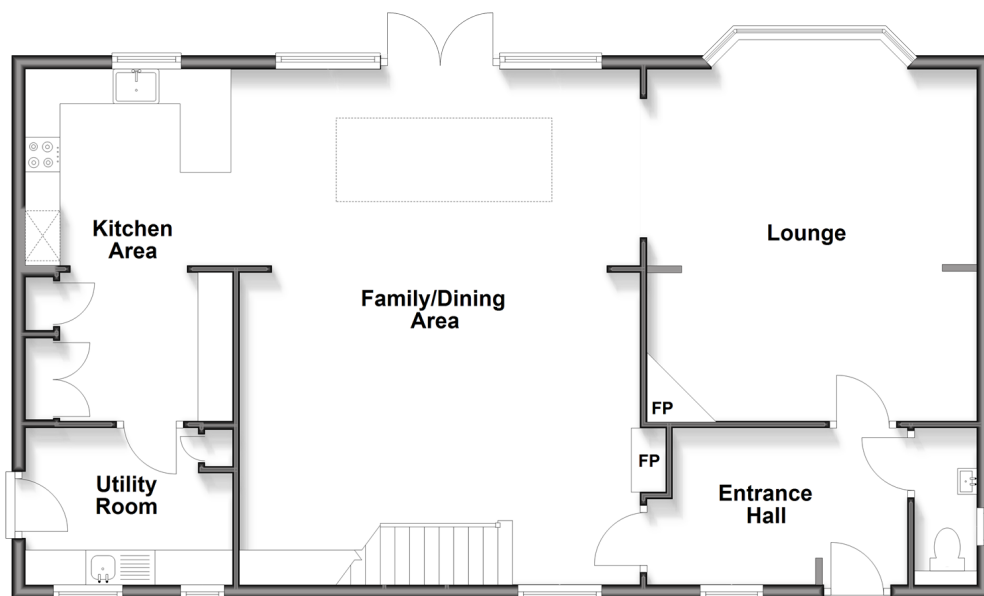 Kitchen
Area
Lounge
Family/Dining
Area
FP
FP
Utility
Room
Entrance
Hall